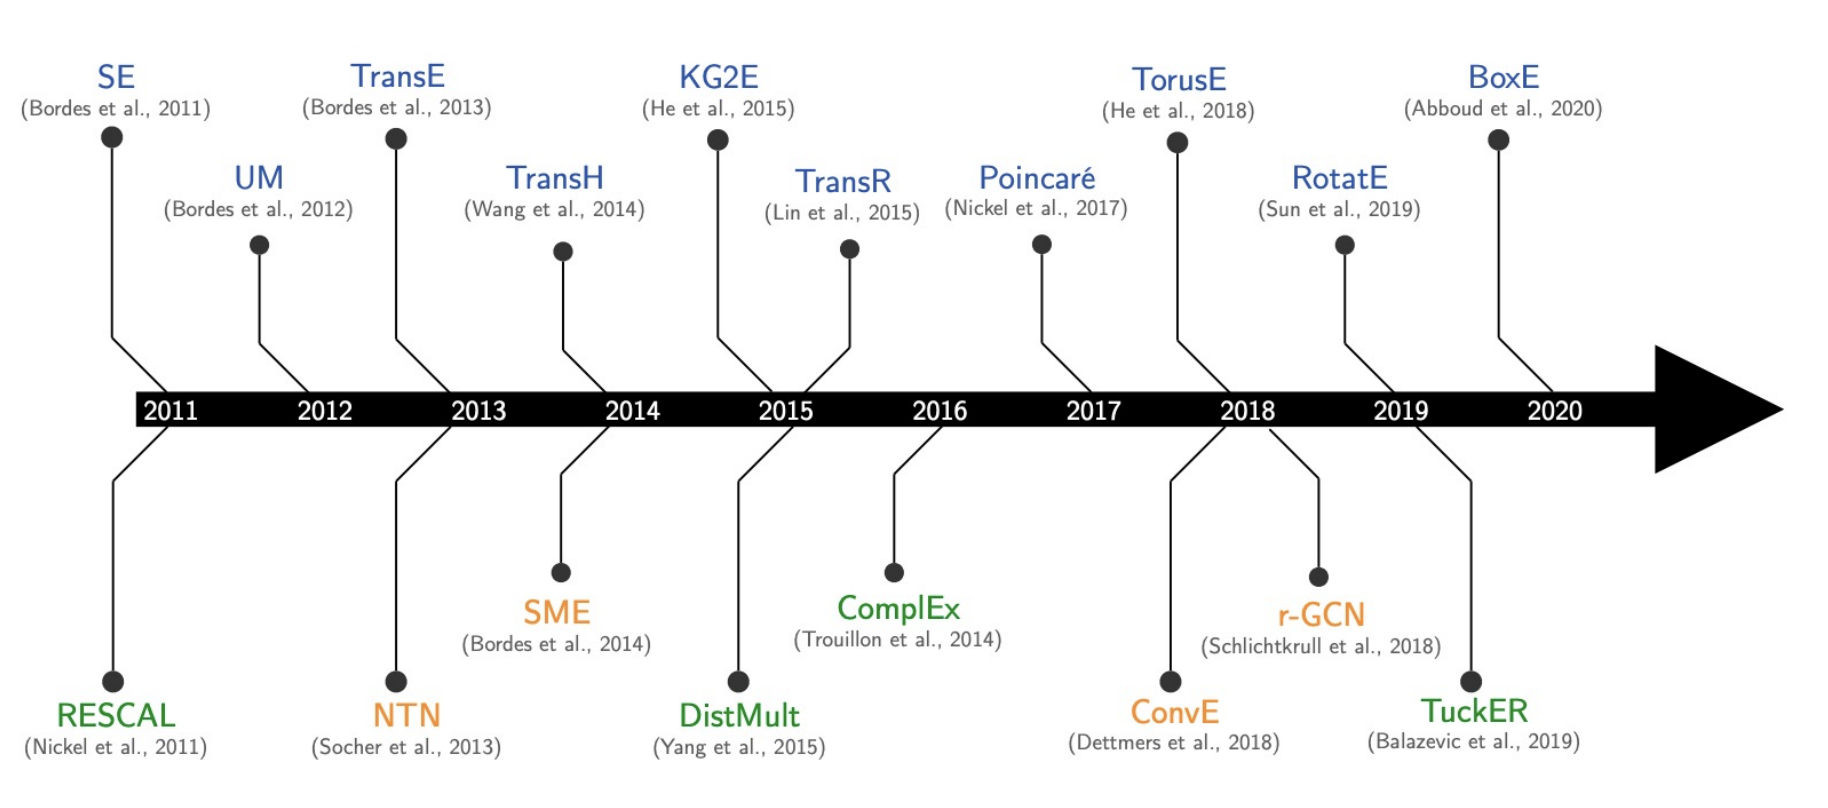 SE
(Bordes et al., 2011)
TransE
(Bordes et al., 2013)
KG2E
(He et al., 2015)
TorusE
(He et al., 2018)
BoxE
(Abboud et al., 2020)
UM
(Bordes et al., 2012)
TransH
(Wang et al., 2014)
TransR
(Lin et al., 2015)
Poincaré
(Nickel et al., 2017)
RotatE
(Sun et al., 2019)
2011 2012 2013 2014 2015 2016 2017 2018 2019 2020
SME
(Bordes et al., 2014)
ComplEx
(Trouillon et al., 2014)
r-GCN
(Schlichtkrull et al., 2018)
RESCAL
(Nickel et al., 2011)
NTN
(Socher et al., 2013)
DistMult
(Yang et al., 2015)
ConvE
(Dettmers et al., 2018)
TuckER
(Balazevic et al., 2019)